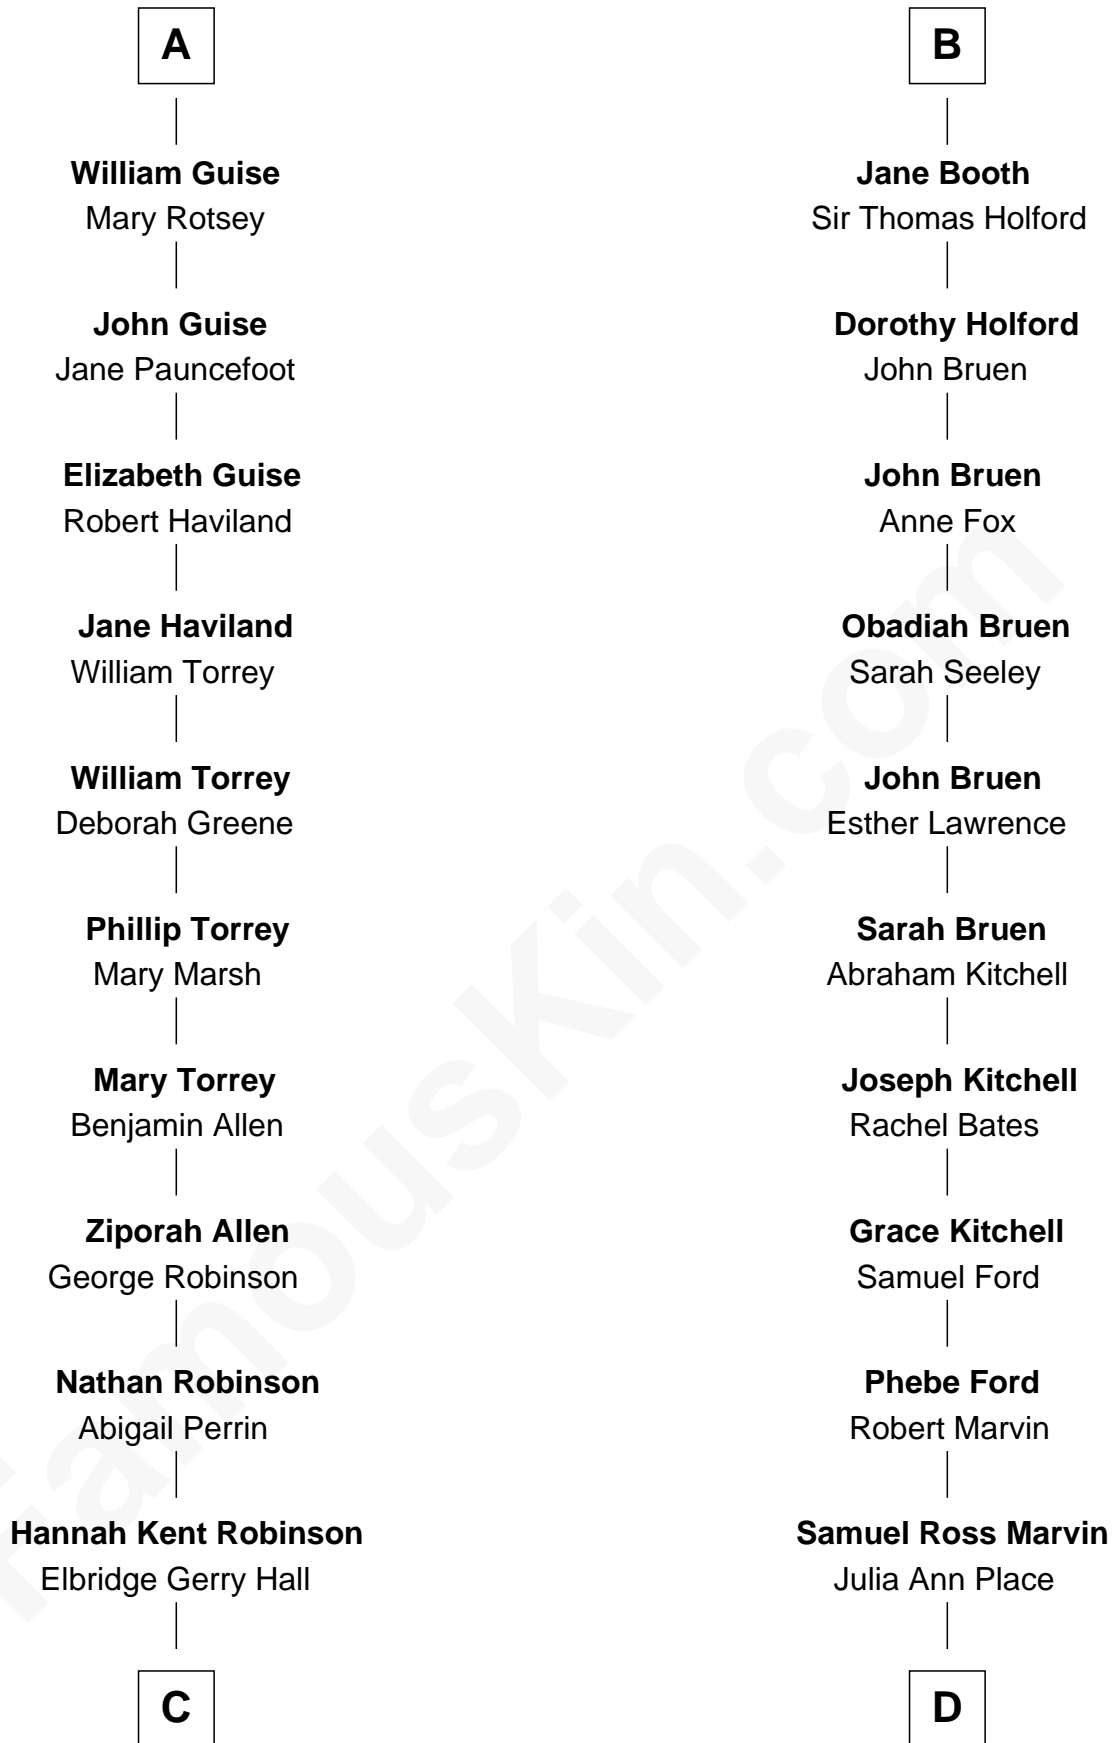 A
William Guise
Mary Rotsey
John Guise
Jane Pauncefoot
Elizabeth Guise
Robert Haviland
Jane Haviland
William Torrey
William Torrey
Deborah Greene
Phillip Torrey
Mary Marsh
Mary Torrey
Benjamin Allen
Ziporah Allen
George Robinson
Nathan Robinson
Abigail Perrin
Hannah Kent Robinson
Elbridge Gerry Hall
C
B
Jane Booth
Sir Thomas Holford
Dorothy Holford
John Bruen
John Bruen
Anne Fox
Obadiah Bruen
Sarah Seeley
John Bruen
Esther Lawrence
Sarah Bruen
Abraham Kitchell
Joseph Kitchell
Rachel Bates
Grace Kitchell
Samuel Ford
Phebe Ford
Robert Marvin
Samuel Ross Marvin
Julia Ann Place
D
FamousKin.com